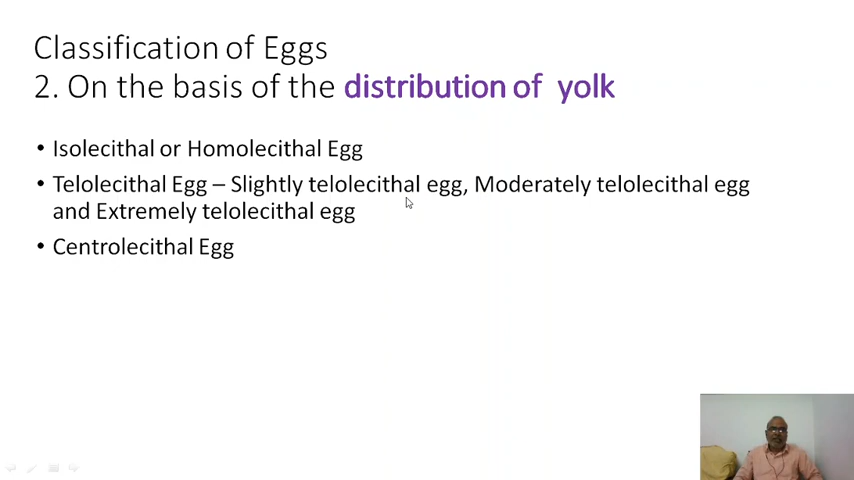 Classification of Eggs
2. On the basis of the distribution of yolk
• Isolecithal or Homolecithal Egg
• Telolecithal Egg – Slightly telolecithal egg, Moderately telolecithal egg
and Extremely telolecithal egg
• Centrolecithal Egg